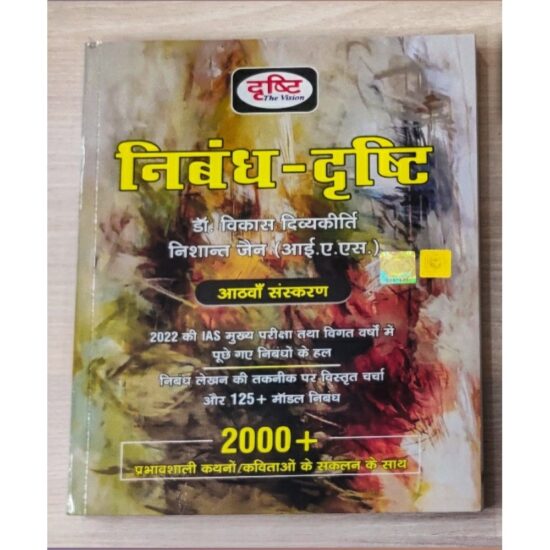 दृष्टि
The Vision
निबंध-दृष्टि
डॉ. विकास दिव्यकीर्ति
निशान्त जैन (आई.ए.एस.)
आठवाँ संस्करण
2022 की IAS मुख्य परीक्षा तथा विगत वर्षों में
पूछे गए निबंधों के हल
निबंध लेखन की तकनीक पर विस्तृत चर्चा
और 125+ मॉडल निबंध
2000+
प्रभावशाली कथनों/कविताओं के संकलन के साथ